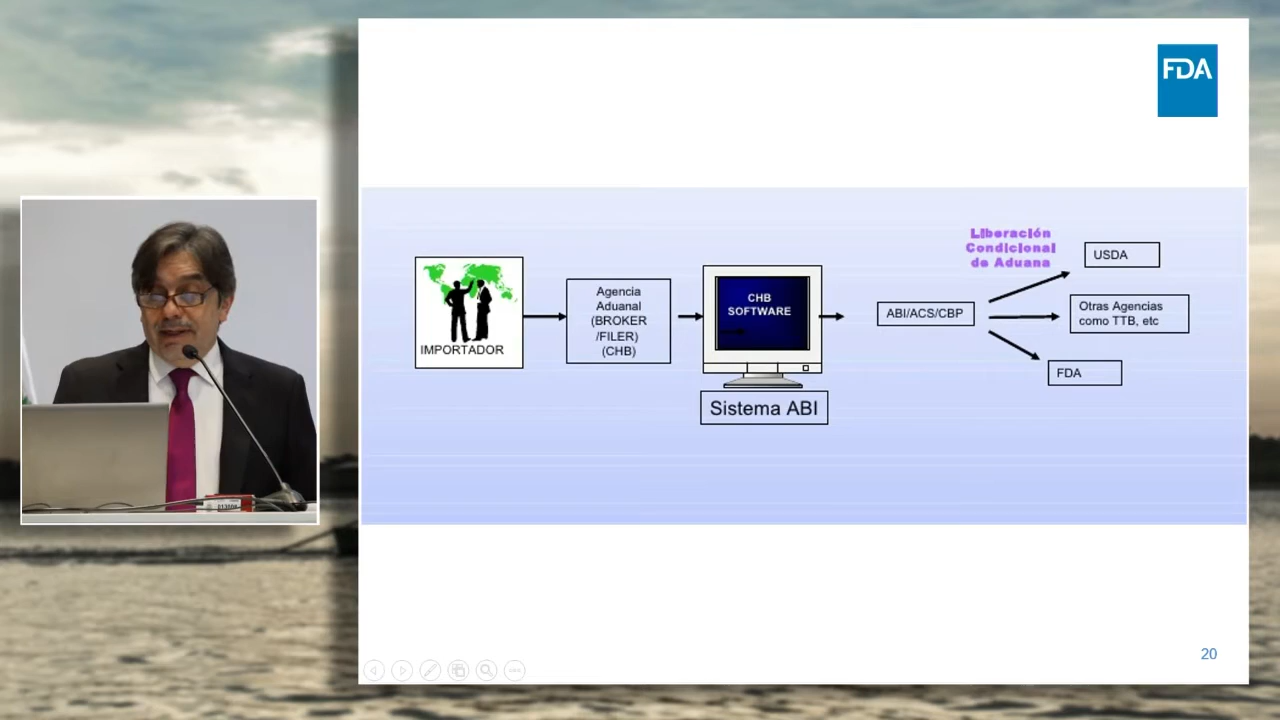 FDA
Liberación
Condicional
de Aduana
USDA
IMPORTADOR
Agencia
Aduanal
(BROKER
/FILER)
(CHB)
CHB
SOFTWARE
Sistema ABI
ABI/ACS/CBP
Otras Agencias
como TTB, etc
FDA
20